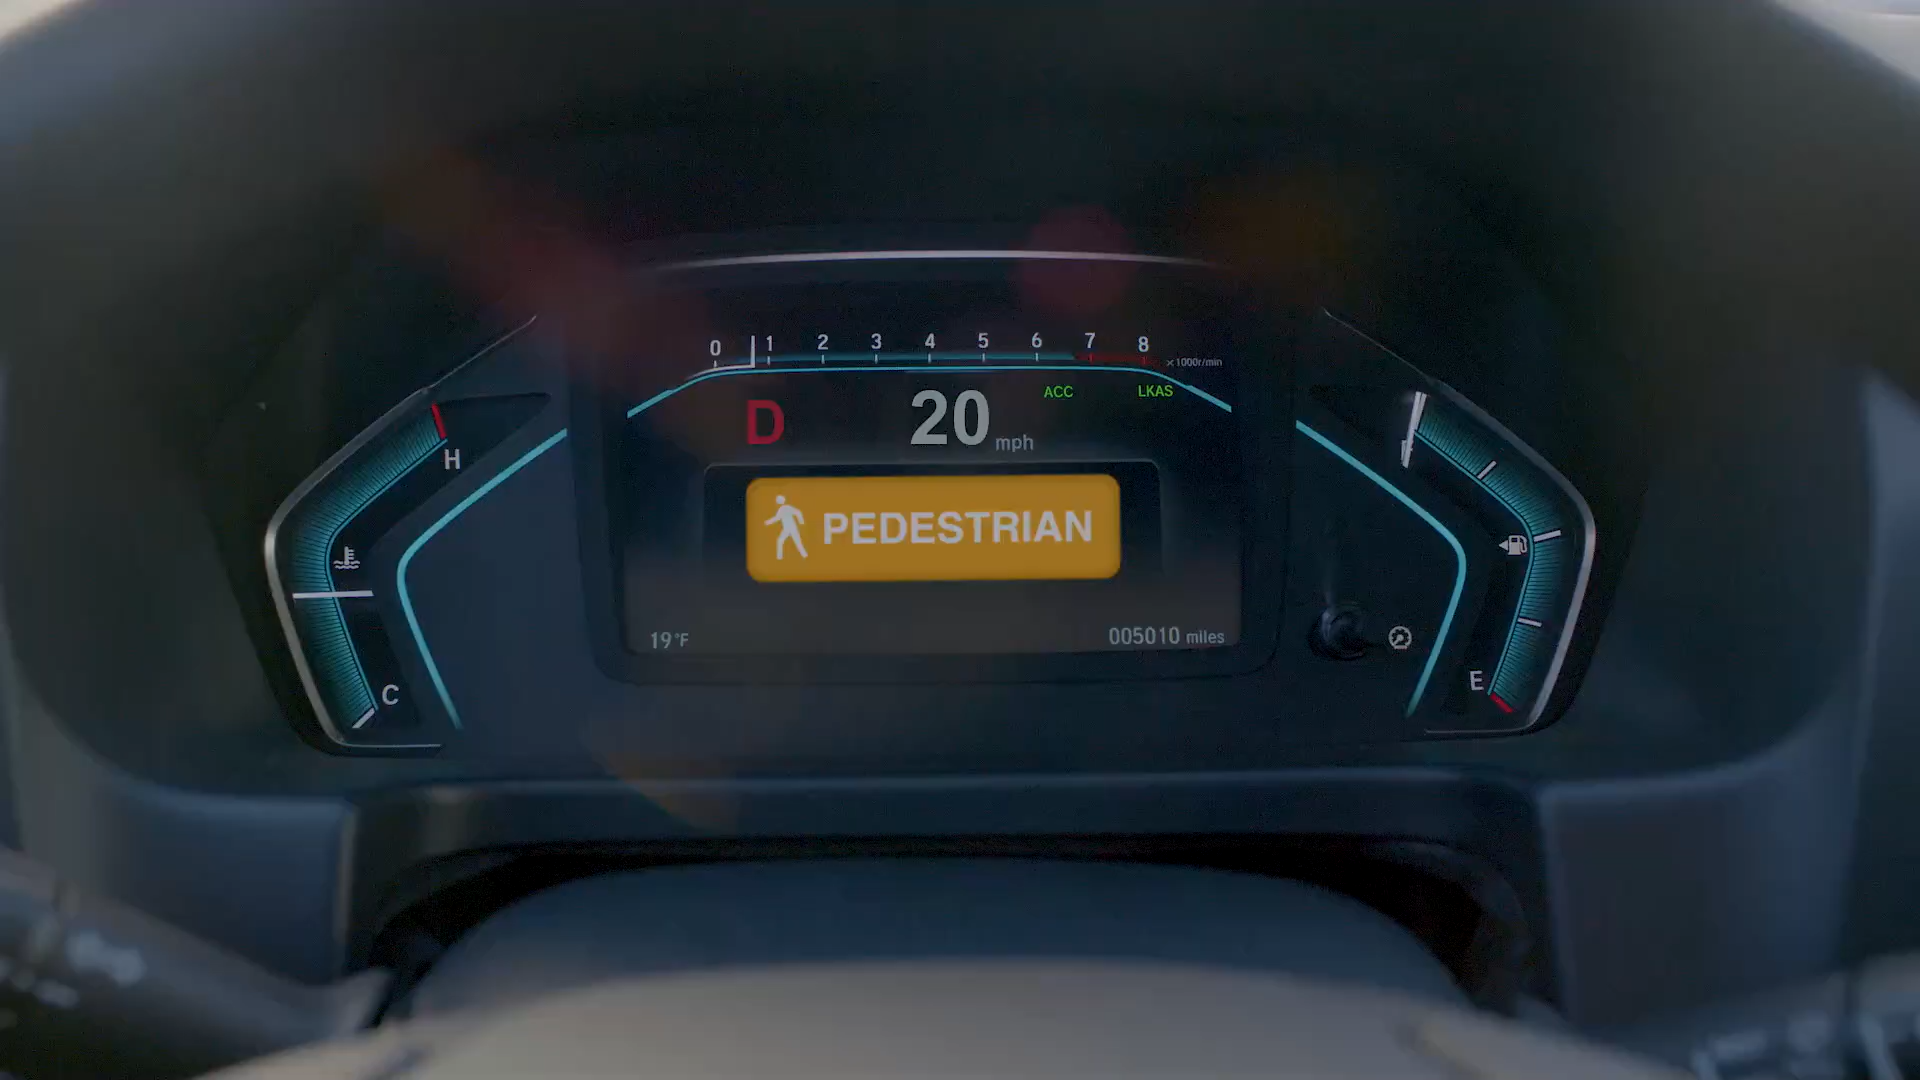 0 1 2 3 4 5 6 7 8
×1000r/min
ACC LKAS
D 20 mph
H
PEDESTRIAN
19°F
005010 miles
C
E